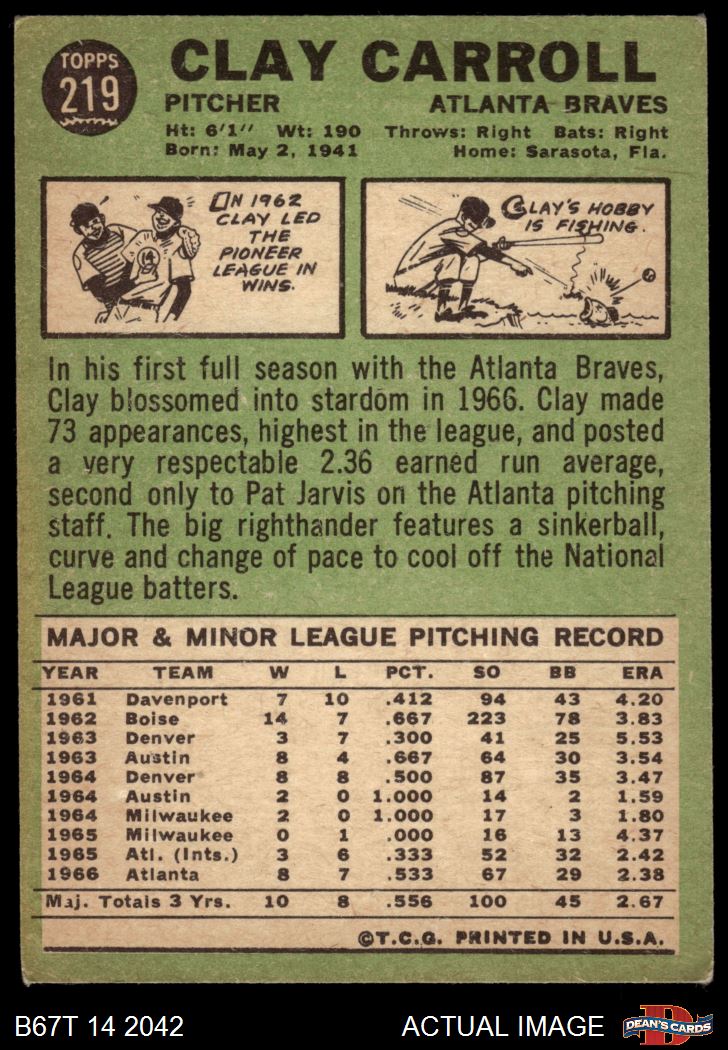 TOPPS
219
CLAY CARROLL
PITCHER ATLANTA BRAVES
Ht: 6'1" Wt: 190 Throws: Right Bats: Right
Born: May 2, 1941 Home: Sarasota, Fla.
IN 1962
CLAY LED
THE
PIONEER
LEAGUE IN
WINS.
14
CLAY'S HOBBY
IS FISHING.
In his first full season with the Atlanta Braves,
Clay blossomed into stardom in 1966. Clay made
73 appearances, highest in the league, and posted
a very respectable 2.36 earned run average,
second only to Pat Jarvis on the Atlanta pitching
staff. The big righthander features a sinkerball,
curve and change of pace to cool off the National
League batters.
MAJOR & MINOR LEAGUE PITCHING RECORD
YEAR TEAM W L PCT. SO BB ERA
1961 Davenport 7 10 .412 94 43 4.20
1962 Boise 14 7 .667 223 78 3.83
1963 Denver 3 7 .300 41 25 5.53
1963 Austin 8 4 .667 64 30 3.54
1964 Denver 8 8 .500 87 35 3.47
1964 Austin 2 0 1.000 14 2 1.59
1964 Milwaukee 2 0 1.000 17 3 1.80
1965 Milwaukee 0 1 .000 16 13 4.37
1965 Atl. (Ints.) 3 6 .333 52 32 2.42
1966 Atlanta 8 7 .533 67 29 2.38
Maj. Totals 3 Yrs. 10 8 .556 100 45 2.67
©T.C.G. PRINTED IN U.S.A.
B67T 14 2042 ACTUAL IMAGE
D
DEAN'S CARDS